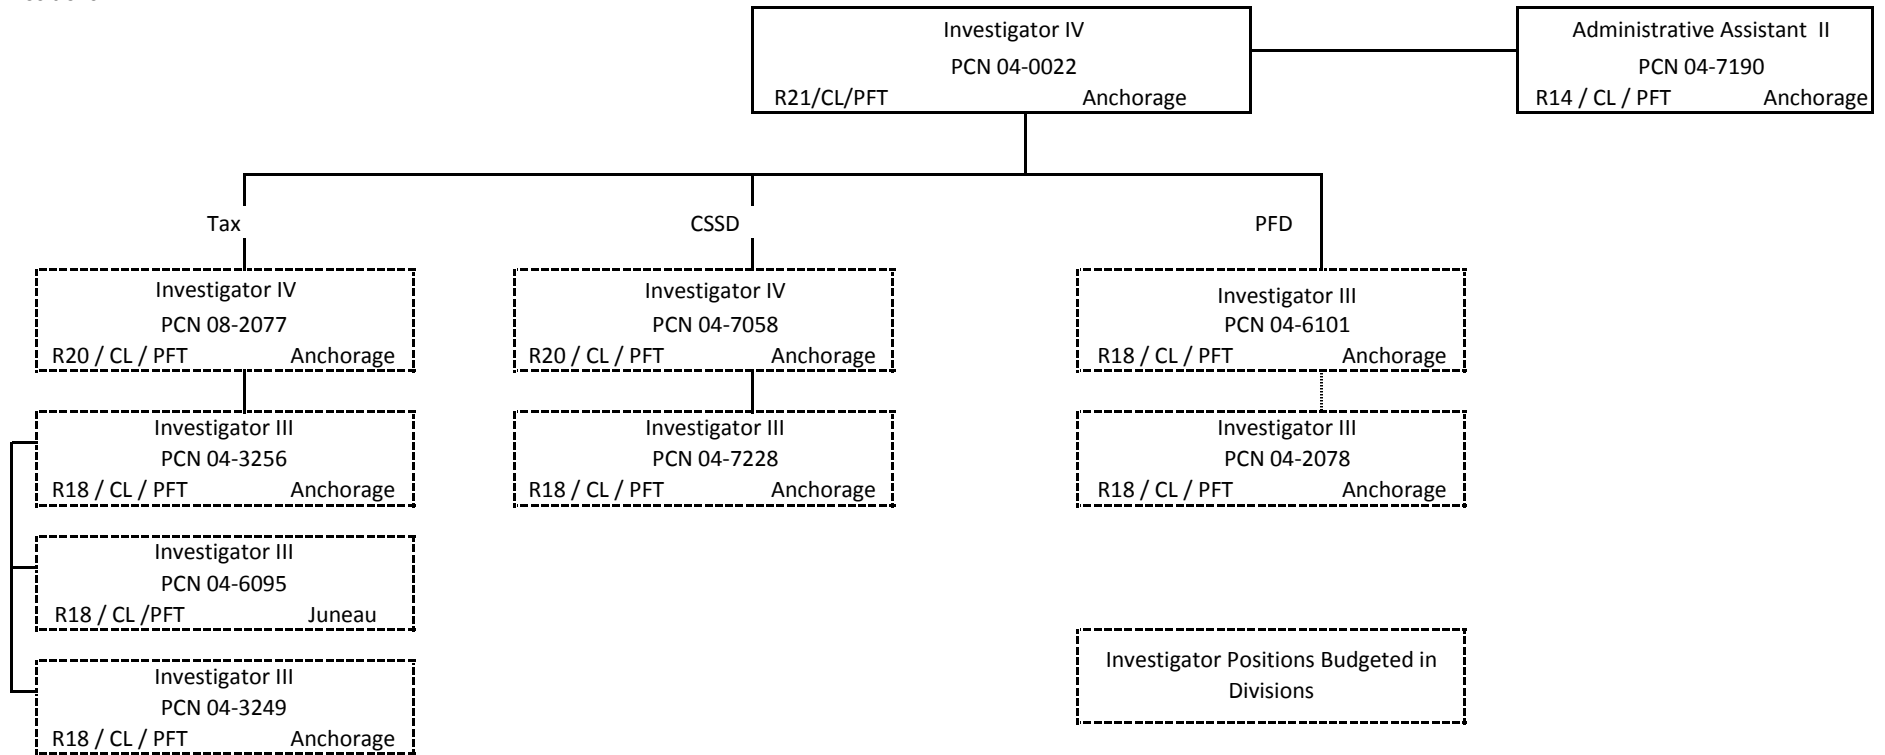 Investigator IV
PCN 04-0022
R21/CL/PFT Anchorage
Administrative Assistant II
PCN 04-7190
R14 / CL / PFT Anchorage
Tax
CSSD
PFD
Investigator IV
PCN 08-2077
R20 / CL / PFT Anchorage
Investigator IV
PCN 04-7058
R20 / CL / PFT Anchorage
Investigator III
PCN 04-6101
R18 / CL / PFT Anchorage
Investigator III
PCN 04-3256
R18 / CL / PFT Anchorage
Investigator III
PCN 04-7228
R18 / CL / PFT Anchorage
Investigator III
PCN 04-2078
R18 / CL / PFT Anchorage
Investigator III
PCN 04-6095
R18 / CL /PFT Juneau
Investigator III
PCN 04-3249
R18 / CL / PFT Anchorage
Investigator Positions Budgeted in
Divisions